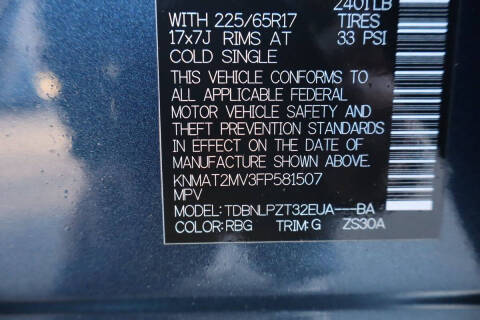 2401LB
WITH 225/65R17 TIRES
17x7J RIMS AT 33 PSI
COLD SINGLE
THIS VEHICLE CONFORMS TO
ALL APPLICABLE FEDERAL
MOTOR VEHICLE SAFETY AND
THEFT PREVENTION STANDARDS
IN EFFECT ON THE DATE OF
MANUFACTURE SHOWN ABOVE.
KNMAT2MV3FP581507
MPV
MODEL:TDBNLPZT32EUA---BA
COLOR:RBG TRIM:G ZS30A